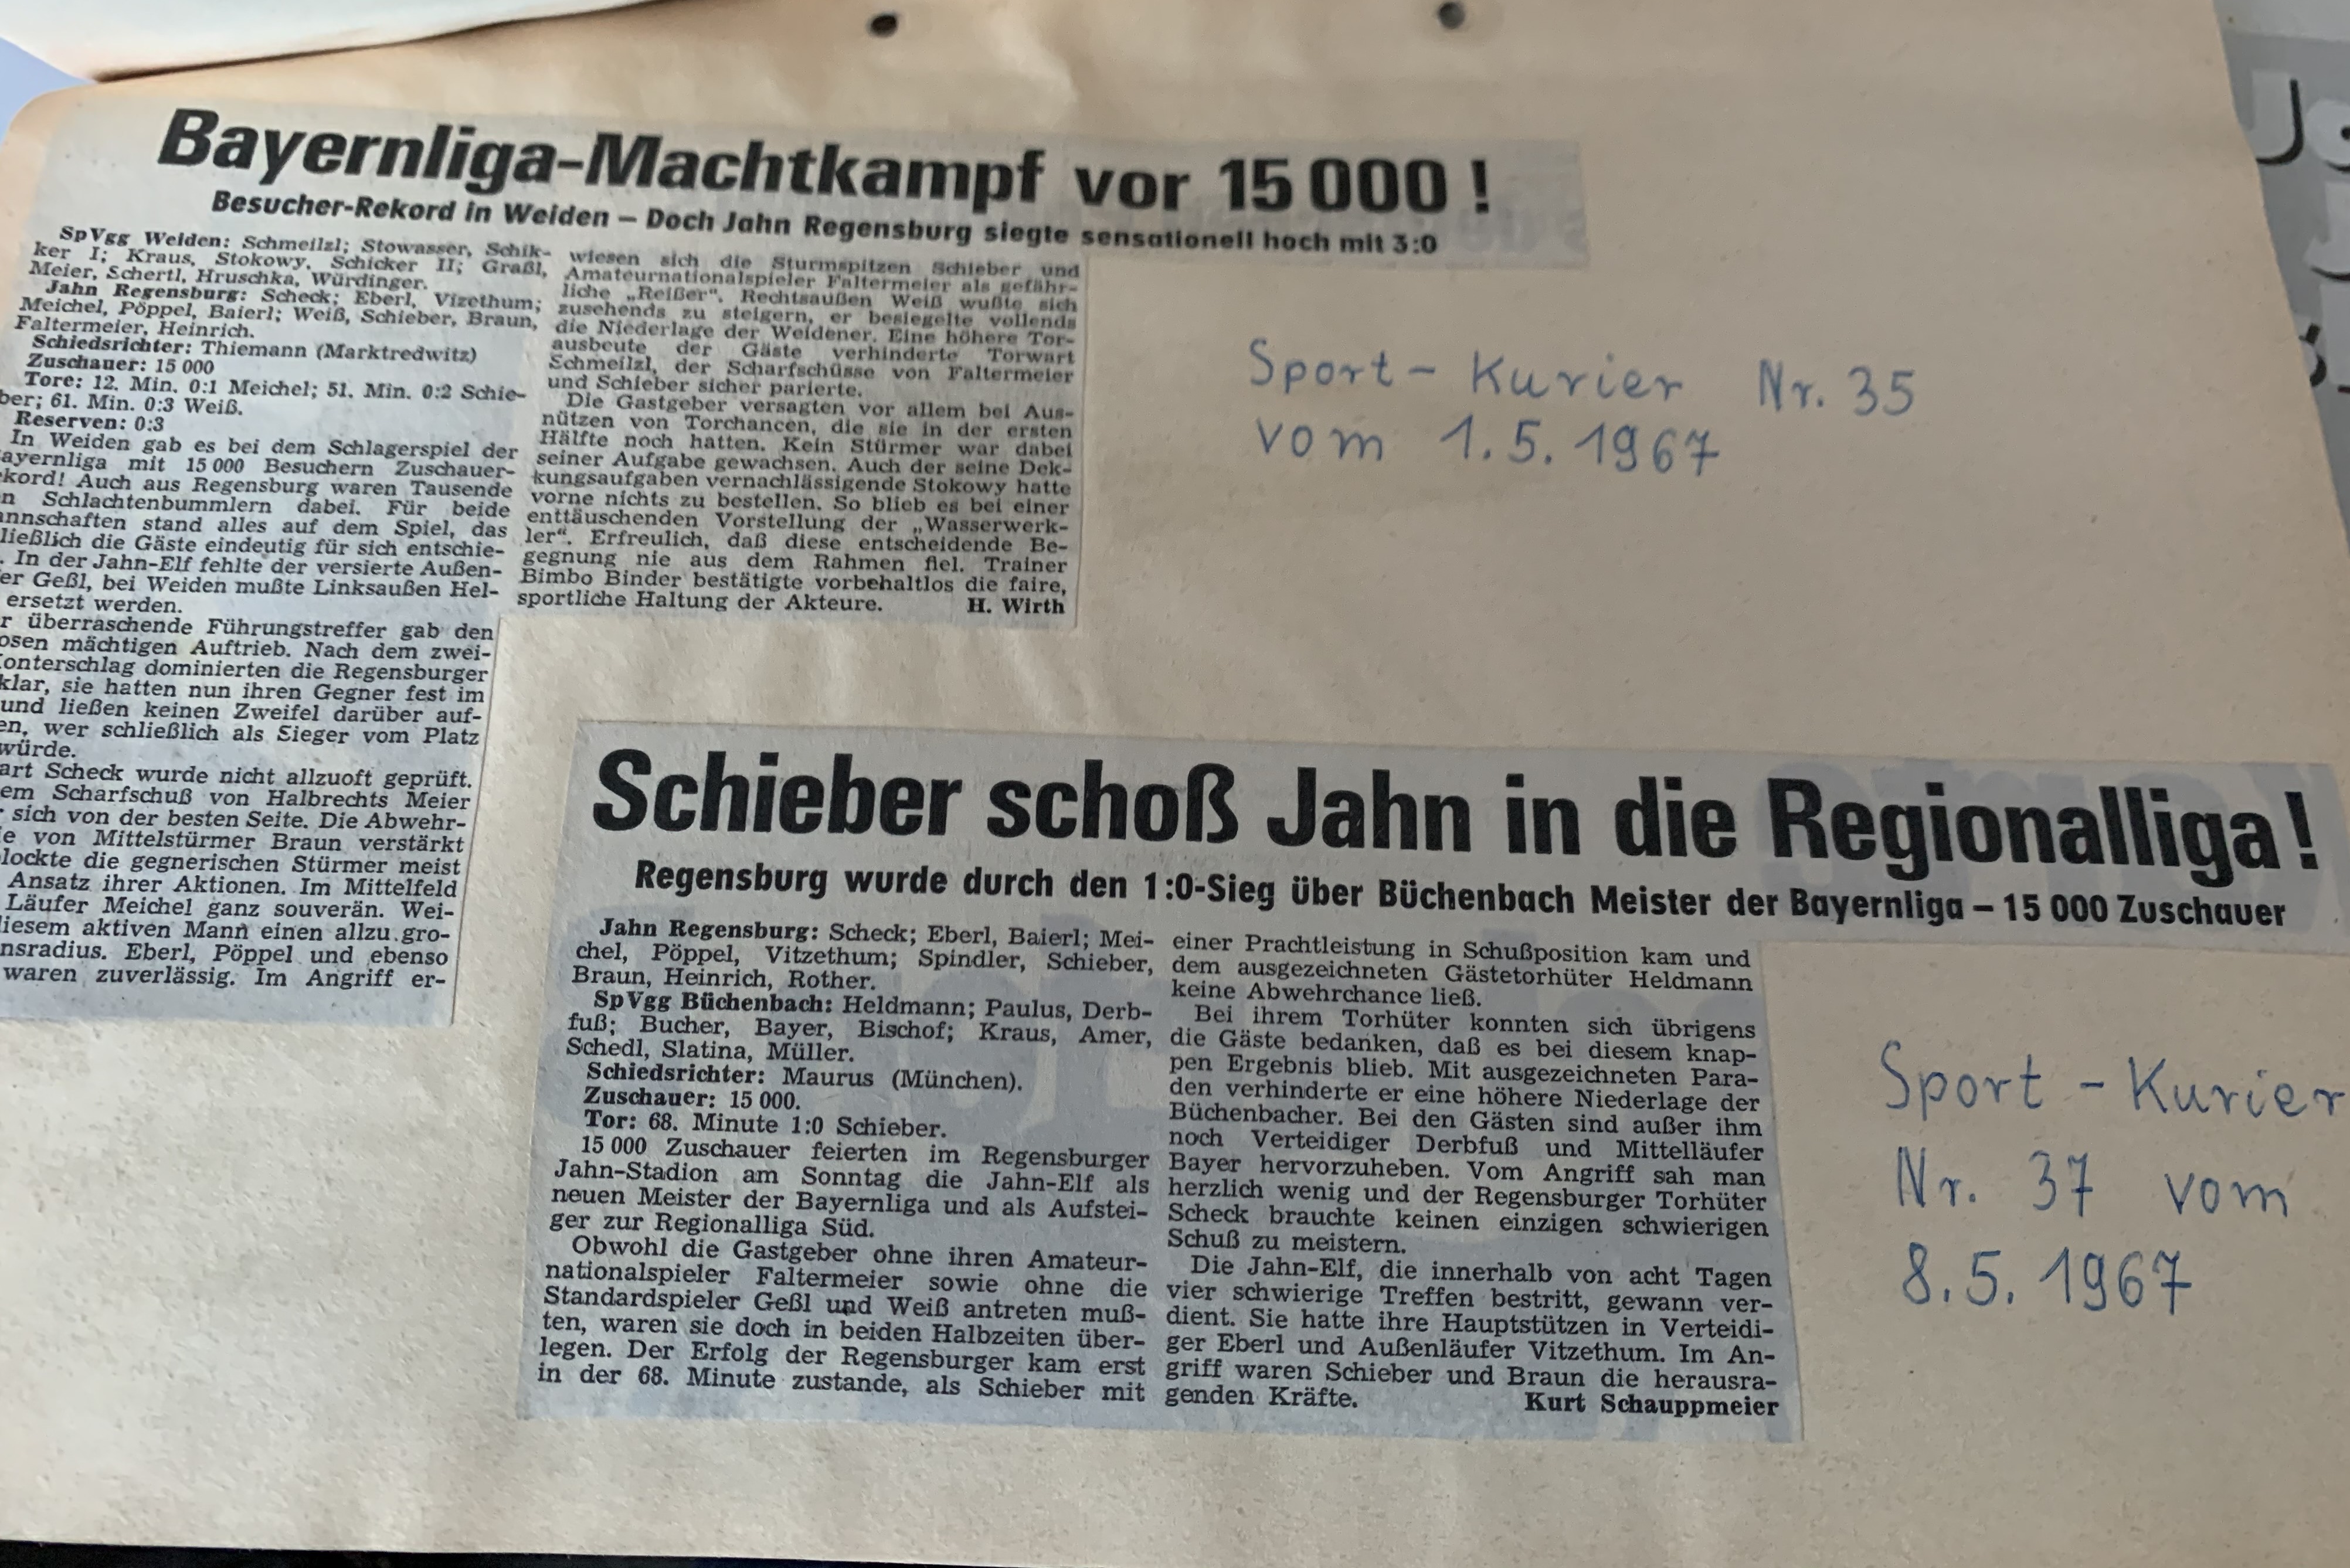 Bayernliga-Machtkampf vor 15 000 !
Besucher-Rekord in Weiden – Doch Jahn Regensburg siegte sensationell hoch mit 3:0
SpVgg Weiden: Schmeilzl; Stowasser, Schik-
ker I; Kraus, Stokowy, Schicker II; Graßl,
Meier, Schertl, Hruschka, Würdinger.
Jahn Regensburg: Scheck; Eberl, Vizethum;
Meichel, Pöppel, Baierl; Weiß, Schieber, Braun,
Faltermeier, Heinrich.
Schiedsrichter: Thiemann (Marktredwitz)
Zuschauer: 15 000
Tore: 12. Min. 0:1 Meichel; 51. Min. 0:2 Schie-
ber; 61. Min. 0:3 Weiß.
Reserven: 0:3
In Weiden gab es bei dem Schlagerspiel der
ayernliga mit 15 000 Besuchern Zuschauer-
kord! Auch aus Regensburg waren Tausende
n Schlachtenbummlern dabei. Für beide
annschaften stand alles auf dem Spiel, das
ließlich die Gäste eindeutig für sich entschie-
. In der Jahn-Elf fehlte der versierte Außen-
er Geßl, bei Weiden mußte Linksaußen Hel-
ersetzt werden.
r überraschende Führungstreffer gab den
osen mächtigen Auftrieb. Nach dem zwei-
onterschlag dominierten die Regensburger
klar, sie hatten nun ihren Gegner fest im
und ließen keinen Zweifel darüber auf-
en, wer schließlich als Sieger vom Platz
würde.
art Scheck wurde nicht allzuoft geprüft.
em Scharfschuß von Halbrechts Meier
sich von der besten Seite. Die Abwehr-
e von Mittelstürmer Braun verstärkt
lockte die gegnerischen Stürmer meist
Ansatz ihrer Aktionen. Im Mittelfeld
Läufer Meichel ganz souverän. Wei-
iesem aktiven Mann einen allzu gro-
nsradius. Eberl, Pöppel und ebenso
waren zuverlässig. Im Angriff er-
wiesen sich die Sturmspitzen Schieber und
Amateurnationalspieler Faltermeier als gefähr-
liche „Reißer“. Rechtsaußen Weiß wußte sich
zusehends zu steigern, er besiegelte vollends
die Niederlage der Weidener. Eine höhere Tor-
ausbeute der Gäste verhinderte Torwart
Schmeilzl, der Scharfschüsse von Faltermeier
und Schieber sicher parierte.
Die Gastgeber versagten vor allem bei Aus-
nützen von Torchancen, die sie in der ersten
Hälfte noch hatten. Kein Stürmer war dabei
seiner Aufgabe gewachsen. Auch der seine Dek-
kungsaufgaben vernachlässigende Stokowy hatte
vorne nichts zu bestellen. So blieb es bei einer
enttäuschenden Vorstellung der „Wasserwerk-
ler“. Erfreulich, daß diese entscheidende Be-
gegnung nie aus dem Rahmen fiel. Trainer
Bimbo Binder bestätigte vorbehaltlos die faire,
sportliche Haltung der Akteure. H. Wirth
Sport-Kurier Nr. 35
vom 1.5.1967
Schieber schoß Jahn in die Regionalliga!
Regensburg wurde durch den 1:0-Sieg über Büchenbach Meister der Bayernliga – 15 000 Zuschauer
Jahn Regensburg: Scheck; Eberl, Baierl; Mei-
chel, Pöppel, Vitzethum; Spindler, Schieber,
Braun, Heinrich, Rother.
SpVgg Büchenbach: Heldmann; Paulus, Derb-
fuß; Bucher, Bayer, Bischof; Kraus, Amer,
Schedl, Slatina, Müller.
Schiedsrichter: Maurus (München).
Zuschauer: 15 000.
Tor: 68. Minute 1:0 Schieber.
15 000 Zuschauer feierten im Regensburger
Jahn-Stadion am Sonntag die Jahn-Elf als
neuen Meister der Bayernliga und als Aufstei-
ger zur Regionalliga Süd.
Obwohl die Gastgeber ohne ihren Amateur-
nationalspieler Faltermeier sowie ohne die
Standardspieler Geßl und Weiß antreten muß-
ten, waren sie doch in beiden Halbzeiten über-
legen. Der Erfolg der Regensburger kam erst
in der 68. Minute zustande, als Schieber mit
einer Prachtleistung in Schußposition kam und
dem ausgezeichneten Gästetorhüter Heldmann
keine Abwehrchance ließ.
Bei ihrem Torhüter konnten sich übrigens
die Gäste bedanken, daß es bei diesem knap-
pen Ergebnis blieb. Mit ausgezeichneten Para-
den verhinderte er eine höhere Niederlage der
Büchenbacher. Bei den Gästen sind außer ihm
noch Verteidiger Derbfuß und Mittelläufer
Bayer hervorzuheben. Vom Angriff sah man
herzlich wenig und der Regensburger Torhüter
Scheck brauchte keinen einzigen schwierigen
Schuß zu meistern.
Die Jahn-Elf, die innerhalb von acht Tagen
vier schwierige Treffen bestritt, gewann ver-
dient. Sie hatte ihre Hauptstützen in Verteidi-
ger Eberl und Außenläufer Vitzethum. Im An-
griff waren Schieber und Braun die herausra-
genden Kräfte. Kurt Schauppmeier
Sport-Kurier
Nr. 37 vom
8.5.1967